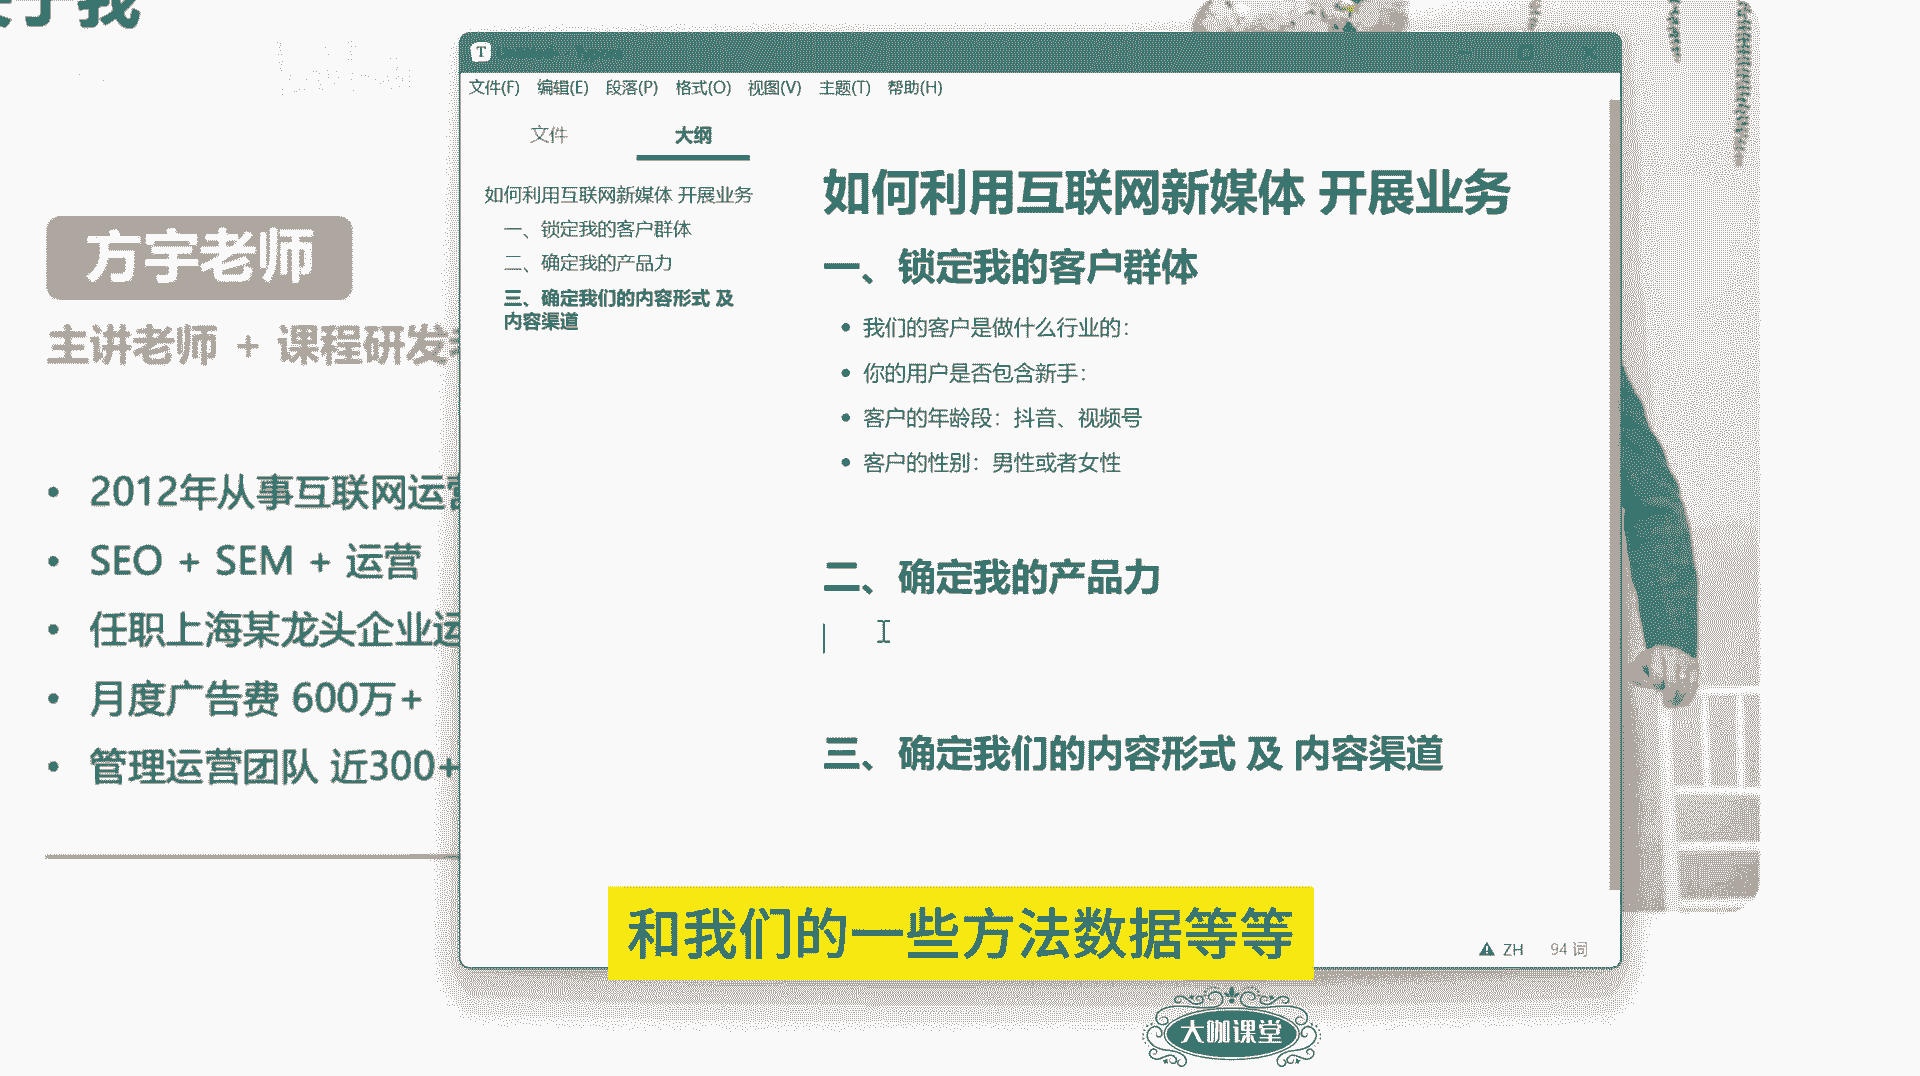 于我
方宇老师
主讲老师 + 课程研发
2012年从事互联网运营
SEO + SEM + 运营
任职上海某龙头企业运
月度广告费 600万+
管理运营团队 近300+
T
文件(F) 编辑(E) 段落(P) 格式(O) 视图(V) 主题(T) 帮助(H)
文件 大纲
如何利用互联网新媒体 开展业务
一、锁定我的客户群体
二、确定我的产品力
三、确定我们的内容形式 及
内容渠道
如何利用互联网新媒体 开展业务
一、锁定我的客户群体
我们的客户是做什么行业的：
你的用户是否包含新手：
客户的年龄段：抖音、视频号
客户的性别：男性或者女性
二、确定我的产品力
三、确定我们的内容形式 及 内容渠道
ZH 94 词
和我们的一些方法数据等等
大咖课堂